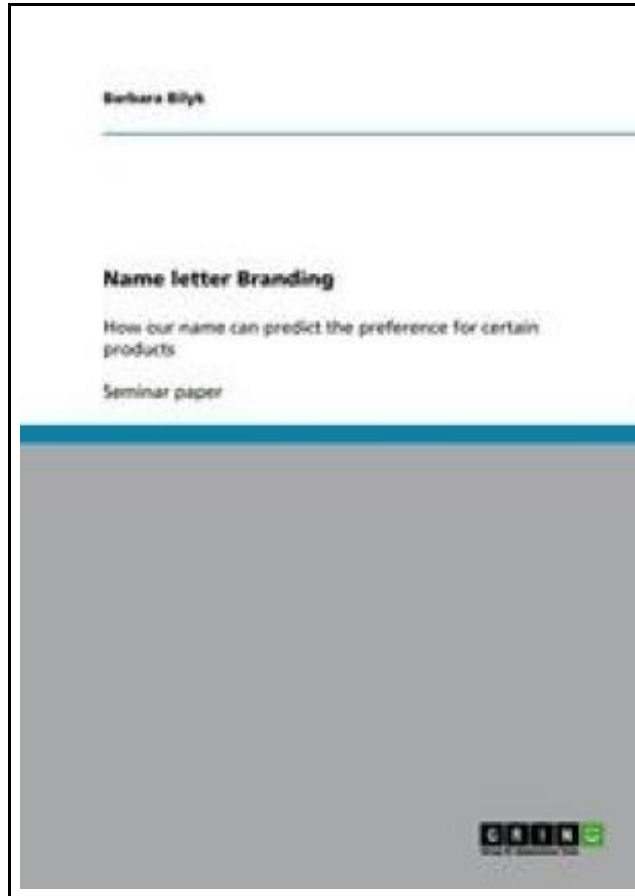 Barbara Bilyk
Name letter Branding
How our name can predict the preference for certain
products
Seminar paper
GRIN